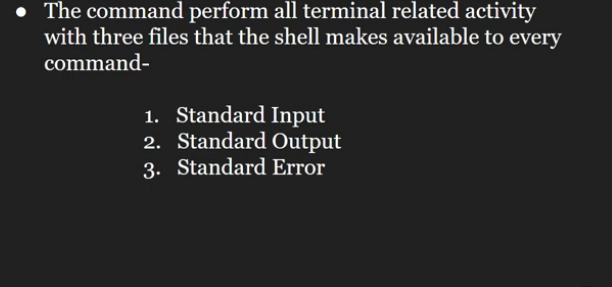 ● The command perform all terminal related activity
with three files that the shell makes available to every
command-
1. Standard Input
2. Standard Output
3. Standard Error